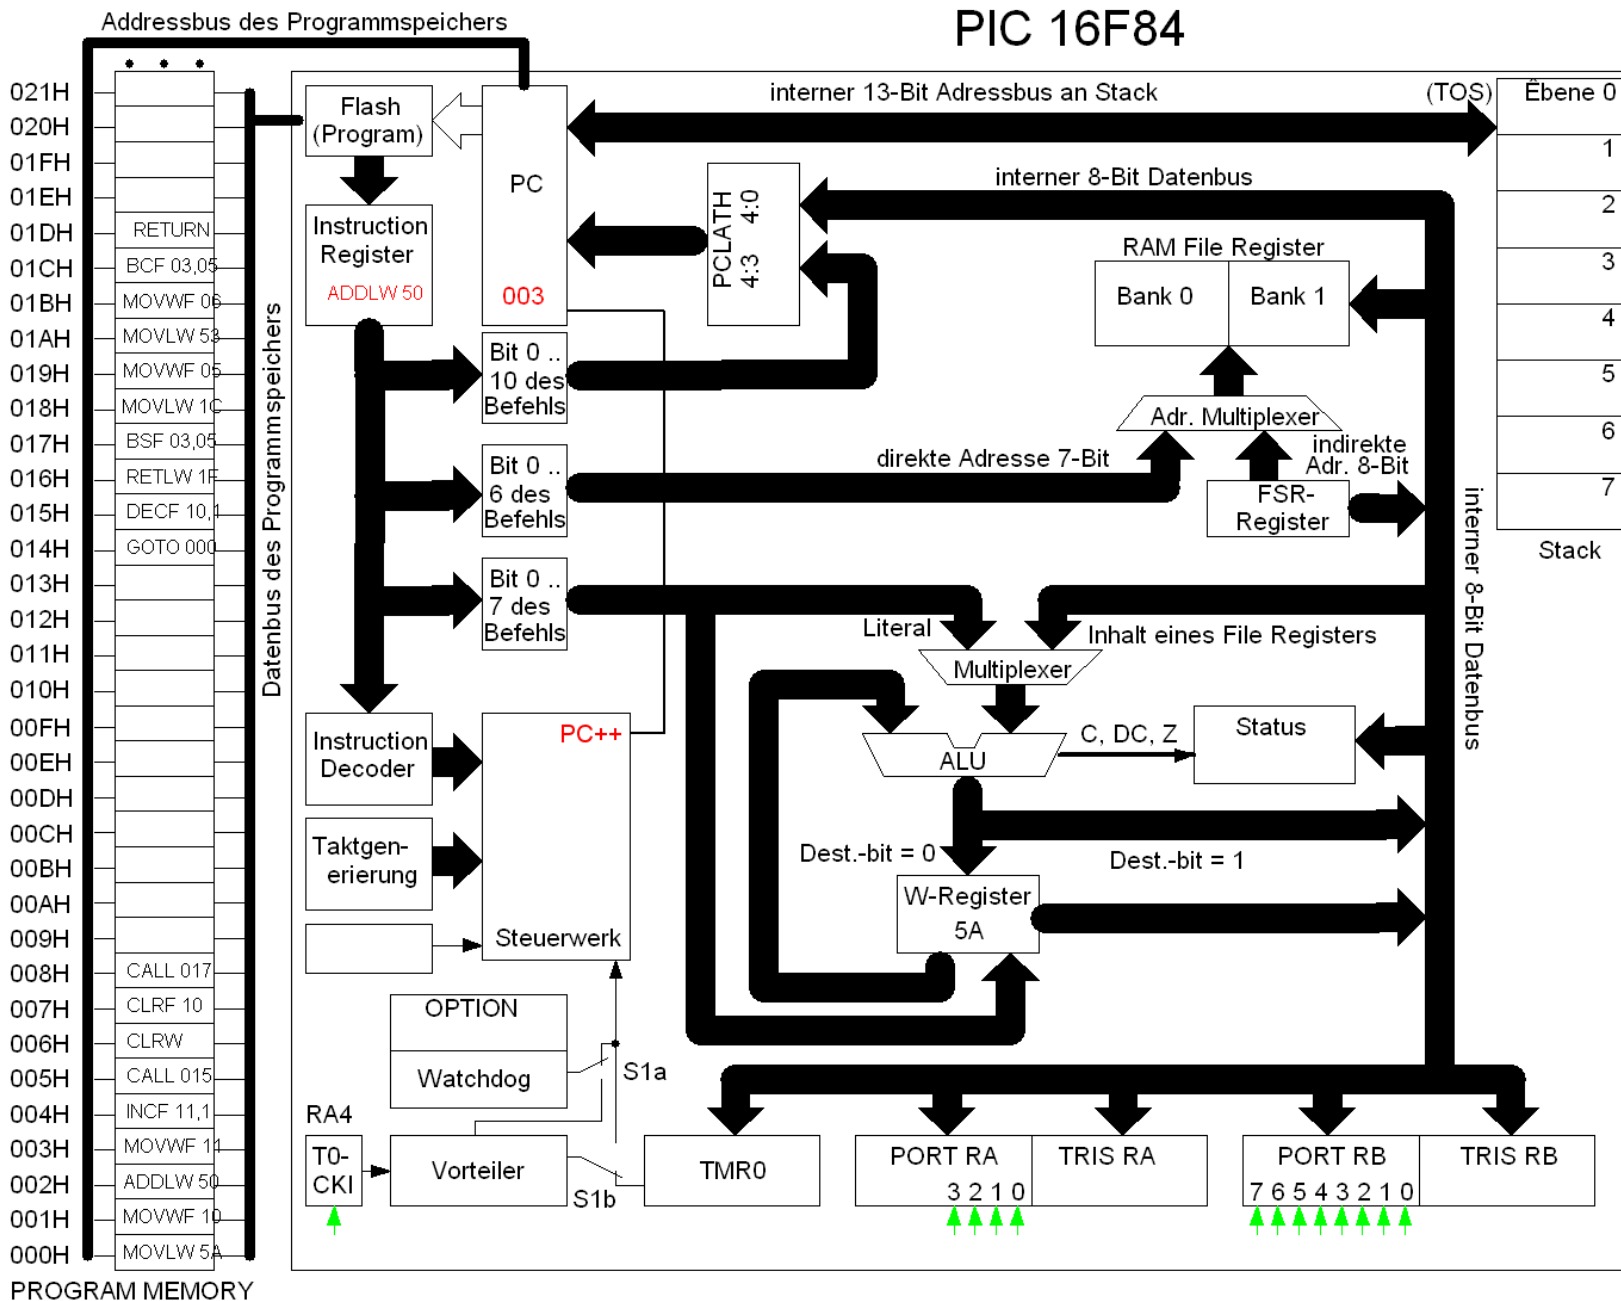 Addressbus des Programmspeichers
PIC 16F84
021H
020H
01FH
01EH
01DH RETURN
01CH BCF 03,05
01BH MOVWF 06
01AH MOVLW 53
019H MOVWF 05
018H MOVLW 1C
017H BSF 03,05
016H RETLW 1F
015H DECF 10,1
014H GOTO 000
013H
012H
011H
010H
00FH
00EH
00DH
00CH
00BH
00AH
009H
008H CALL 017
007H CLRF 10
006H CLRW
005H CALL 015
004H INCF 11,1
003H MOVWF 11
002H ADDLW 50
001H MOVWF 10
000H MOVLW 5A
PROGRAM MEMORY
Datenbus des Programmspeichers
Flash
(Program)
Instruction
Register
ADDLW 50
PC
003
interner 13-Bit Adressbus an Stack
(TOS)
Êbene 0
1
2
3
4
5
6
7
Stack
PCLATH
4:3 4:0
interner 8-Bit Datenbus
RAM File Register
Bank 0
Bank 1
Bit 0 ..
10 des
Befehls
Adr. Multiplexer
direkte Adresse 7-Bit
indirekte
Adr. 8-Bit
FSR-
Register
Bit 0 ..
6 des
Befehls
Bit 0 ..
7 des
Befehls
interner 8-Bit Datenbus
Literal
Inhalt eines File Registers
Multiplexer
Instruction
Decoder
PC++
Steuerwerk
Taktgen-
erierung
ALU
C, DC, Z
Status
Dest.-bit = 0
Dest.-bit = 1
W-Register
5A
OPTION
Watchdog
S1a
RA4
T0-
CKI
Vorteiler
S1b
TMR0
PORT RA
3 2 1 0
TRIS RA
PORT RB
7 6 5 4 3 2 1 0
TRIS RB